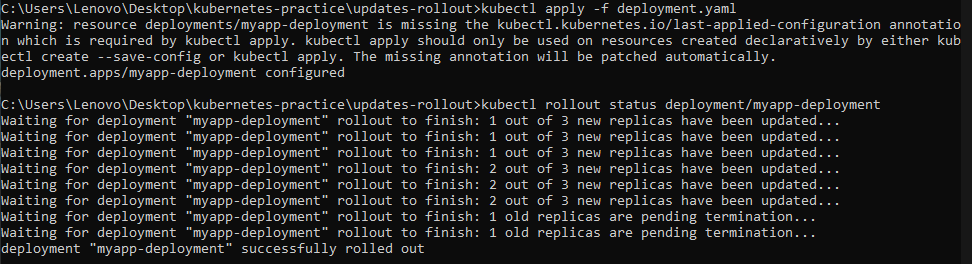 C:\Users\Lenovo\Desktop\kubernetes-practice\updates-rollout>kubectl apply -f deployment.yaml
Warning: resource deployments/myapp-deployment is missing the kubectl.kubernetes.io/last-applied-configuration annotatio
n which is required by kubectl apply. kubectl apply should only be used on resources created declaratively by either kub
ectl create --save-config or kubectl apply. The missing annotation will be patched automatically.
deployment.apps/myapp-deployment configured
C:\Users\Lenovo\Desktop\kubernetes-practice\updates-rollout>kubectl rollout status deployment/myapp-deployment
Waiting for deployment "myapp-deployment" rollout to finish: 1 out of 3 new replicas have been updated...
Waiting for deployment "myapp-deployment" rollout to finish: 1 out of 3 new replicas have been updated...
Waiting for deployment "myapp-deployment" rollout to finish: 1 out of 3 new replicas have been updated...
Waiting for deployment "myapp-deployment" rollout to finish: 2 out of 3 new replicas have been updated...
Waiting for deployment "myapp-deployment" rollout to finish: 2 out of 3 new replicas have been updated...
Waiting for deployment "myapp-deployment" rollout to finish: 2 out of 3 new replicas have been updated...
Waiting for deployment "myapp-deployment" rollout to finish: 1 old replicas are pending termination...
Waiting for deployment "myapp-deployment" rollout to finish: 1 old replicas are pending termination...
deployment "myapp-deployment" successfully rolled out